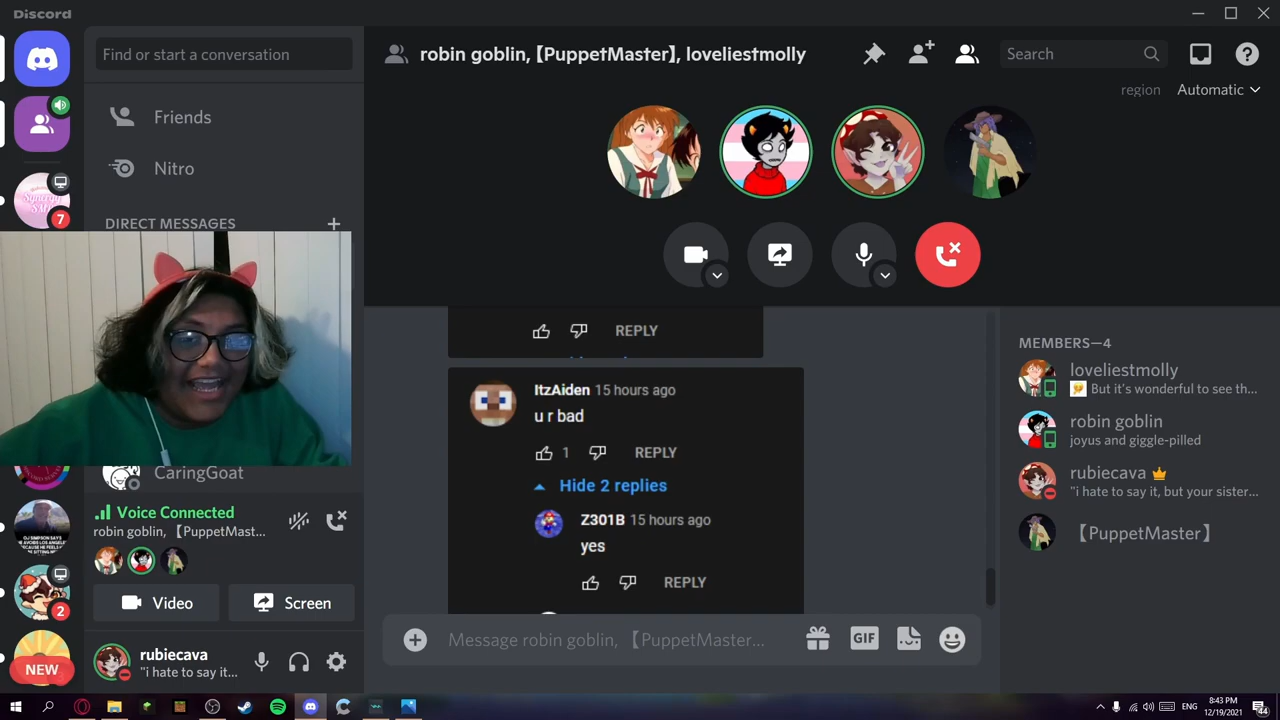 Discord
Find or start a conversation
robin goblin,【PuppetMaster】, loveliestmolly
Search
region Automatic
Friends
Nitro
DIRECT MESSAGES
7
CaringGoat
Voice Connected
robin goblin,【PuppetMast...
2
Video
Screen
NEW
rubiecava
"i hate to say it...
REPLY
ItzAiden 15 hours ago
u r bad
1 REPLY
Hide 2 replies
Z301B 15 hours ago
yes
REPLY
Message robin goblin,【PuppetMaster...
GIF
MEMBERS—4
loveliestmolly
But it's wonderful to see th...
robin goblin
joyus and giggle-pilled
rubiecava
"i hate to say it, but your sister...
【PuppetMaster】
ENG
8:43 PM
12/19/2021
44